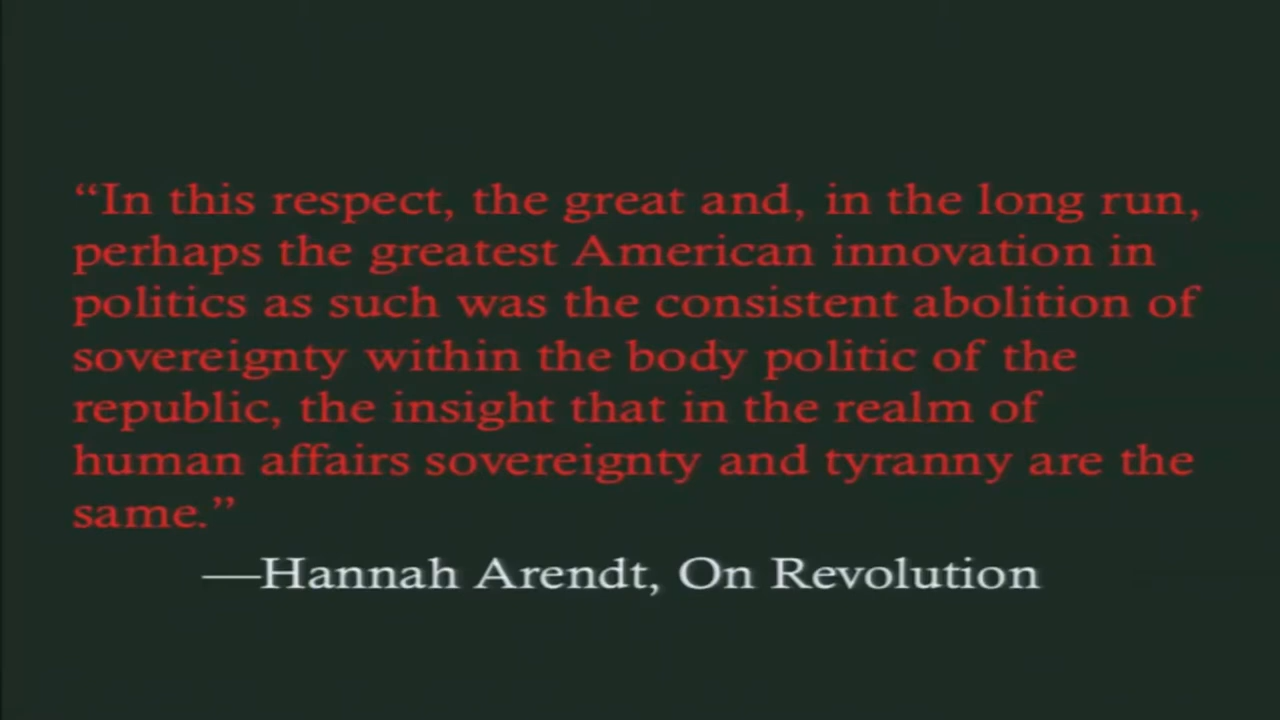 “In this respect, the great and, in the long run,
perhaps the greatest American innovation in
politics as such was the consistent abolition of
sovereignty within the body politic of the
republic, the insight that in the realm of
human affairs sovereignty and tyranny are the
same.”
—Hannah Arendt, On Revolution